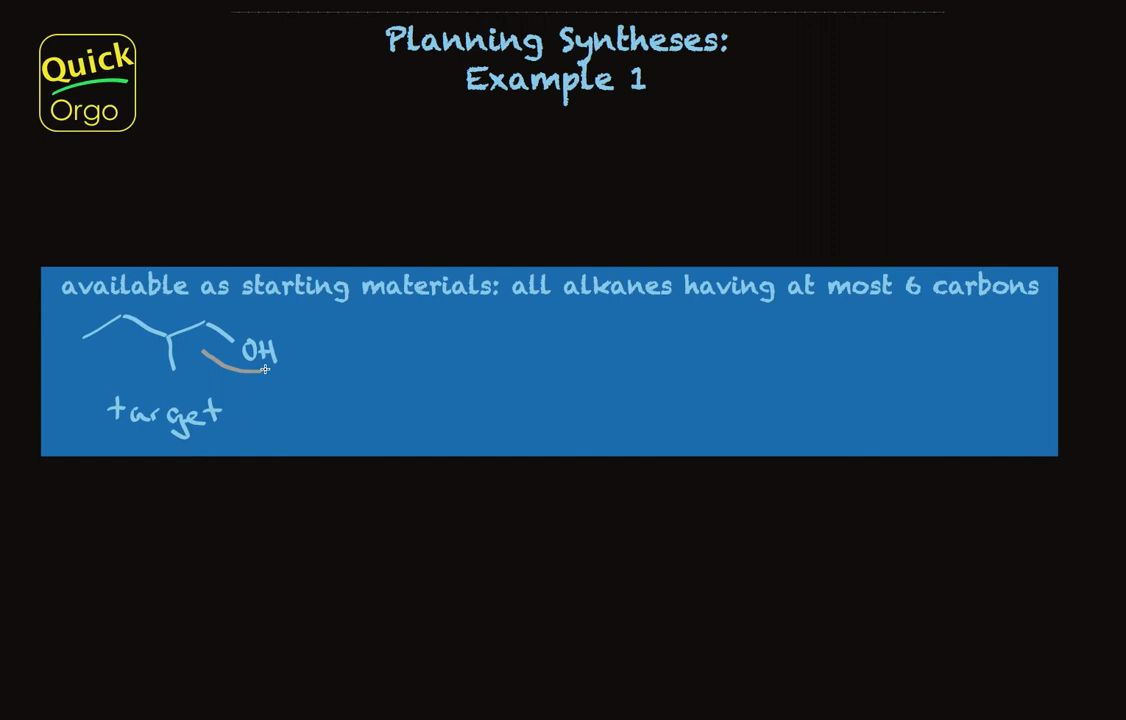 Quick
Orgo
Planning Syntheses:
Example 1
available as starting materials: all alkanes having at most 6 carbons
OH
target